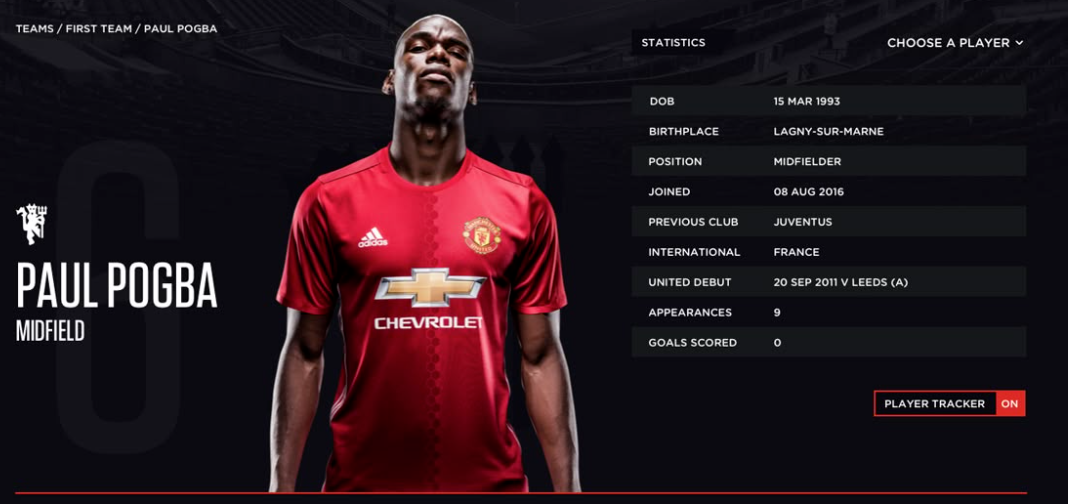 TEAMS / FIRST TEAM / PAUL POGBA
STATISTICS
CHOOSE A PLAYER
DOB 15 MAR 1993
BIRTHPLACE LAGNY-SUR-MARNE
POSITION MIDFIELDER
JOINED 08 AUG 2016
PREVIOUS CLUB JUVENTUS
INTERNATIONAL FRANCE
UNITED DEBUT 20 SEP 2011 V LEEDS (A)
APPEARANCES 9
GOALS SCORED 0
PLAYER TRACKER ON
6
PAUL POGBA
MIDFIELD
adidas
CHEVROLET